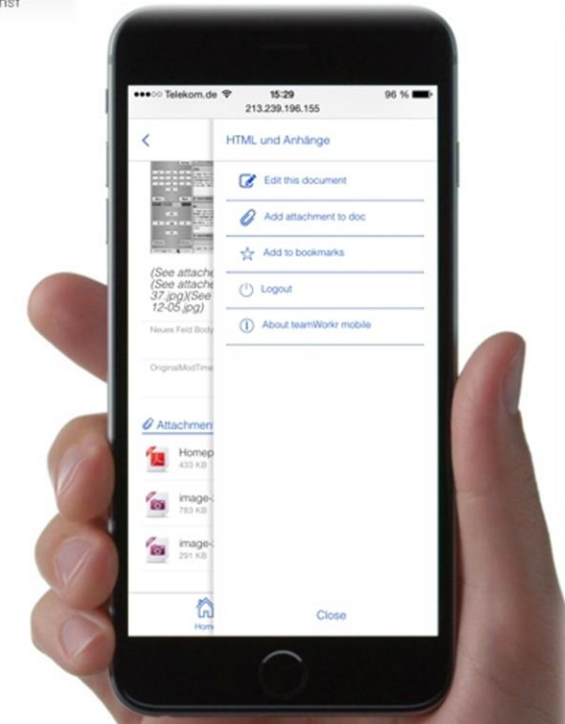 Telekom.de
15:29
96 %
213.239.196.155
HTML und Anhänge
Edit this document
Add attachment to doc
Add to bookmarks
Logout
About teamWorkr mobile
(See attache
(See attache
37.jpg)(See
12-05.jpg)
Neues Feld Body
OriginalModTime
Attachmen
Homep
433 KB
image-
783 KB
image-
291 KB
Home
Close